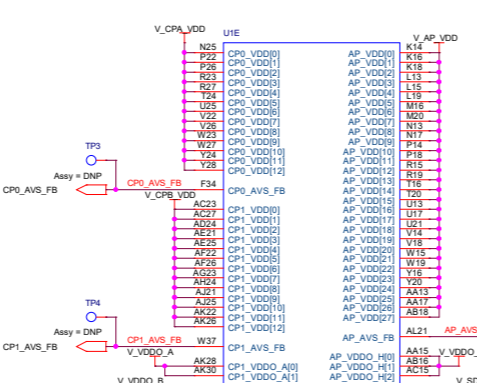 V_CPA_VDD
U1E
V_AP_VDD
N25 CP0_VDD[0] AP_VDD[0] K14
P22 CP0_VDD[1] AP_VDD[1] K16
P26 CP0_VDD[2] AP_VDD[2] K18
R23 CP0_VDD[3] AP_VDD[3] L13
R27 CP0_VDD[4] AP_VDD[4] L15
T24 CP0_VDD[5] AP_VDD[5] L19
U25 CP0_VDD[6] AP_VDD[6] M16
V22 CP0_VDD[7] AP_VDD[7] M20
V26 CP0_VDD[8] AP_VDD[8] N13
W23 CP0_VDD[9] AP_VDD[9] N17
W27 CP0_VDD[10] AP_VDD[10] P14
Y24 CP0_VDD[11] AP_VDD[11] P18
Y28 CP0_VDD[12] AP_VDD[12] R15
AP_VDD[13] R19
TP3
Assy = DNP
CP0_AVS_FB CP0_AVS_FB F34 CP0_AVS_FB AP_VDD[14] T16
V_CPB_VDD AP_VDD[15] T20
AC23 CP1_VDD[0] AP_VDD[16] U13
AC27 CP1_VDD[1] AP_VDD[17] U17
AD24 CP1_VDD[2] AP_VDD[18] U21
AE21 CP1_VDD[3] AP_VDD[19] V14
AE25 CP1_VDD[4] AP_VDD[20] V18
AF22 CP1_VDD[5] AP_VDD[21] W15
AF26 CP1_VDD[6] AP_VDD[22] W19
AG23 CP1_VDD[7] AP_VDD[23] Y16
AH24 CP1_VDD[8] AP_VDD[24] Y20
AJ21 CP1_VDD[9] AP_VDD[25] AA13
AJ25 CP1_VDD[10] AP_VDD[26] AA17
AK22 CP1_VDD[11] AP_VDD[27] AB18
AK26 CP1_VDD[12]
TP4
Assy = DNP
AP_AVS_FB AL21 AP_AVS
CP1_AVS_FB CP1_AVS_FB W37 CP1_AVS_FB
V_VDDO_A AP_VDDO_H[0] AA15 V_VDDO_
AK28 CP1_VDDO_A[0] AP_VDDO_H[1] AB16
AK30 CP1_VDDO_A[1] AP_VDDO_H[2] AC15
V_VDDO_B V_SD